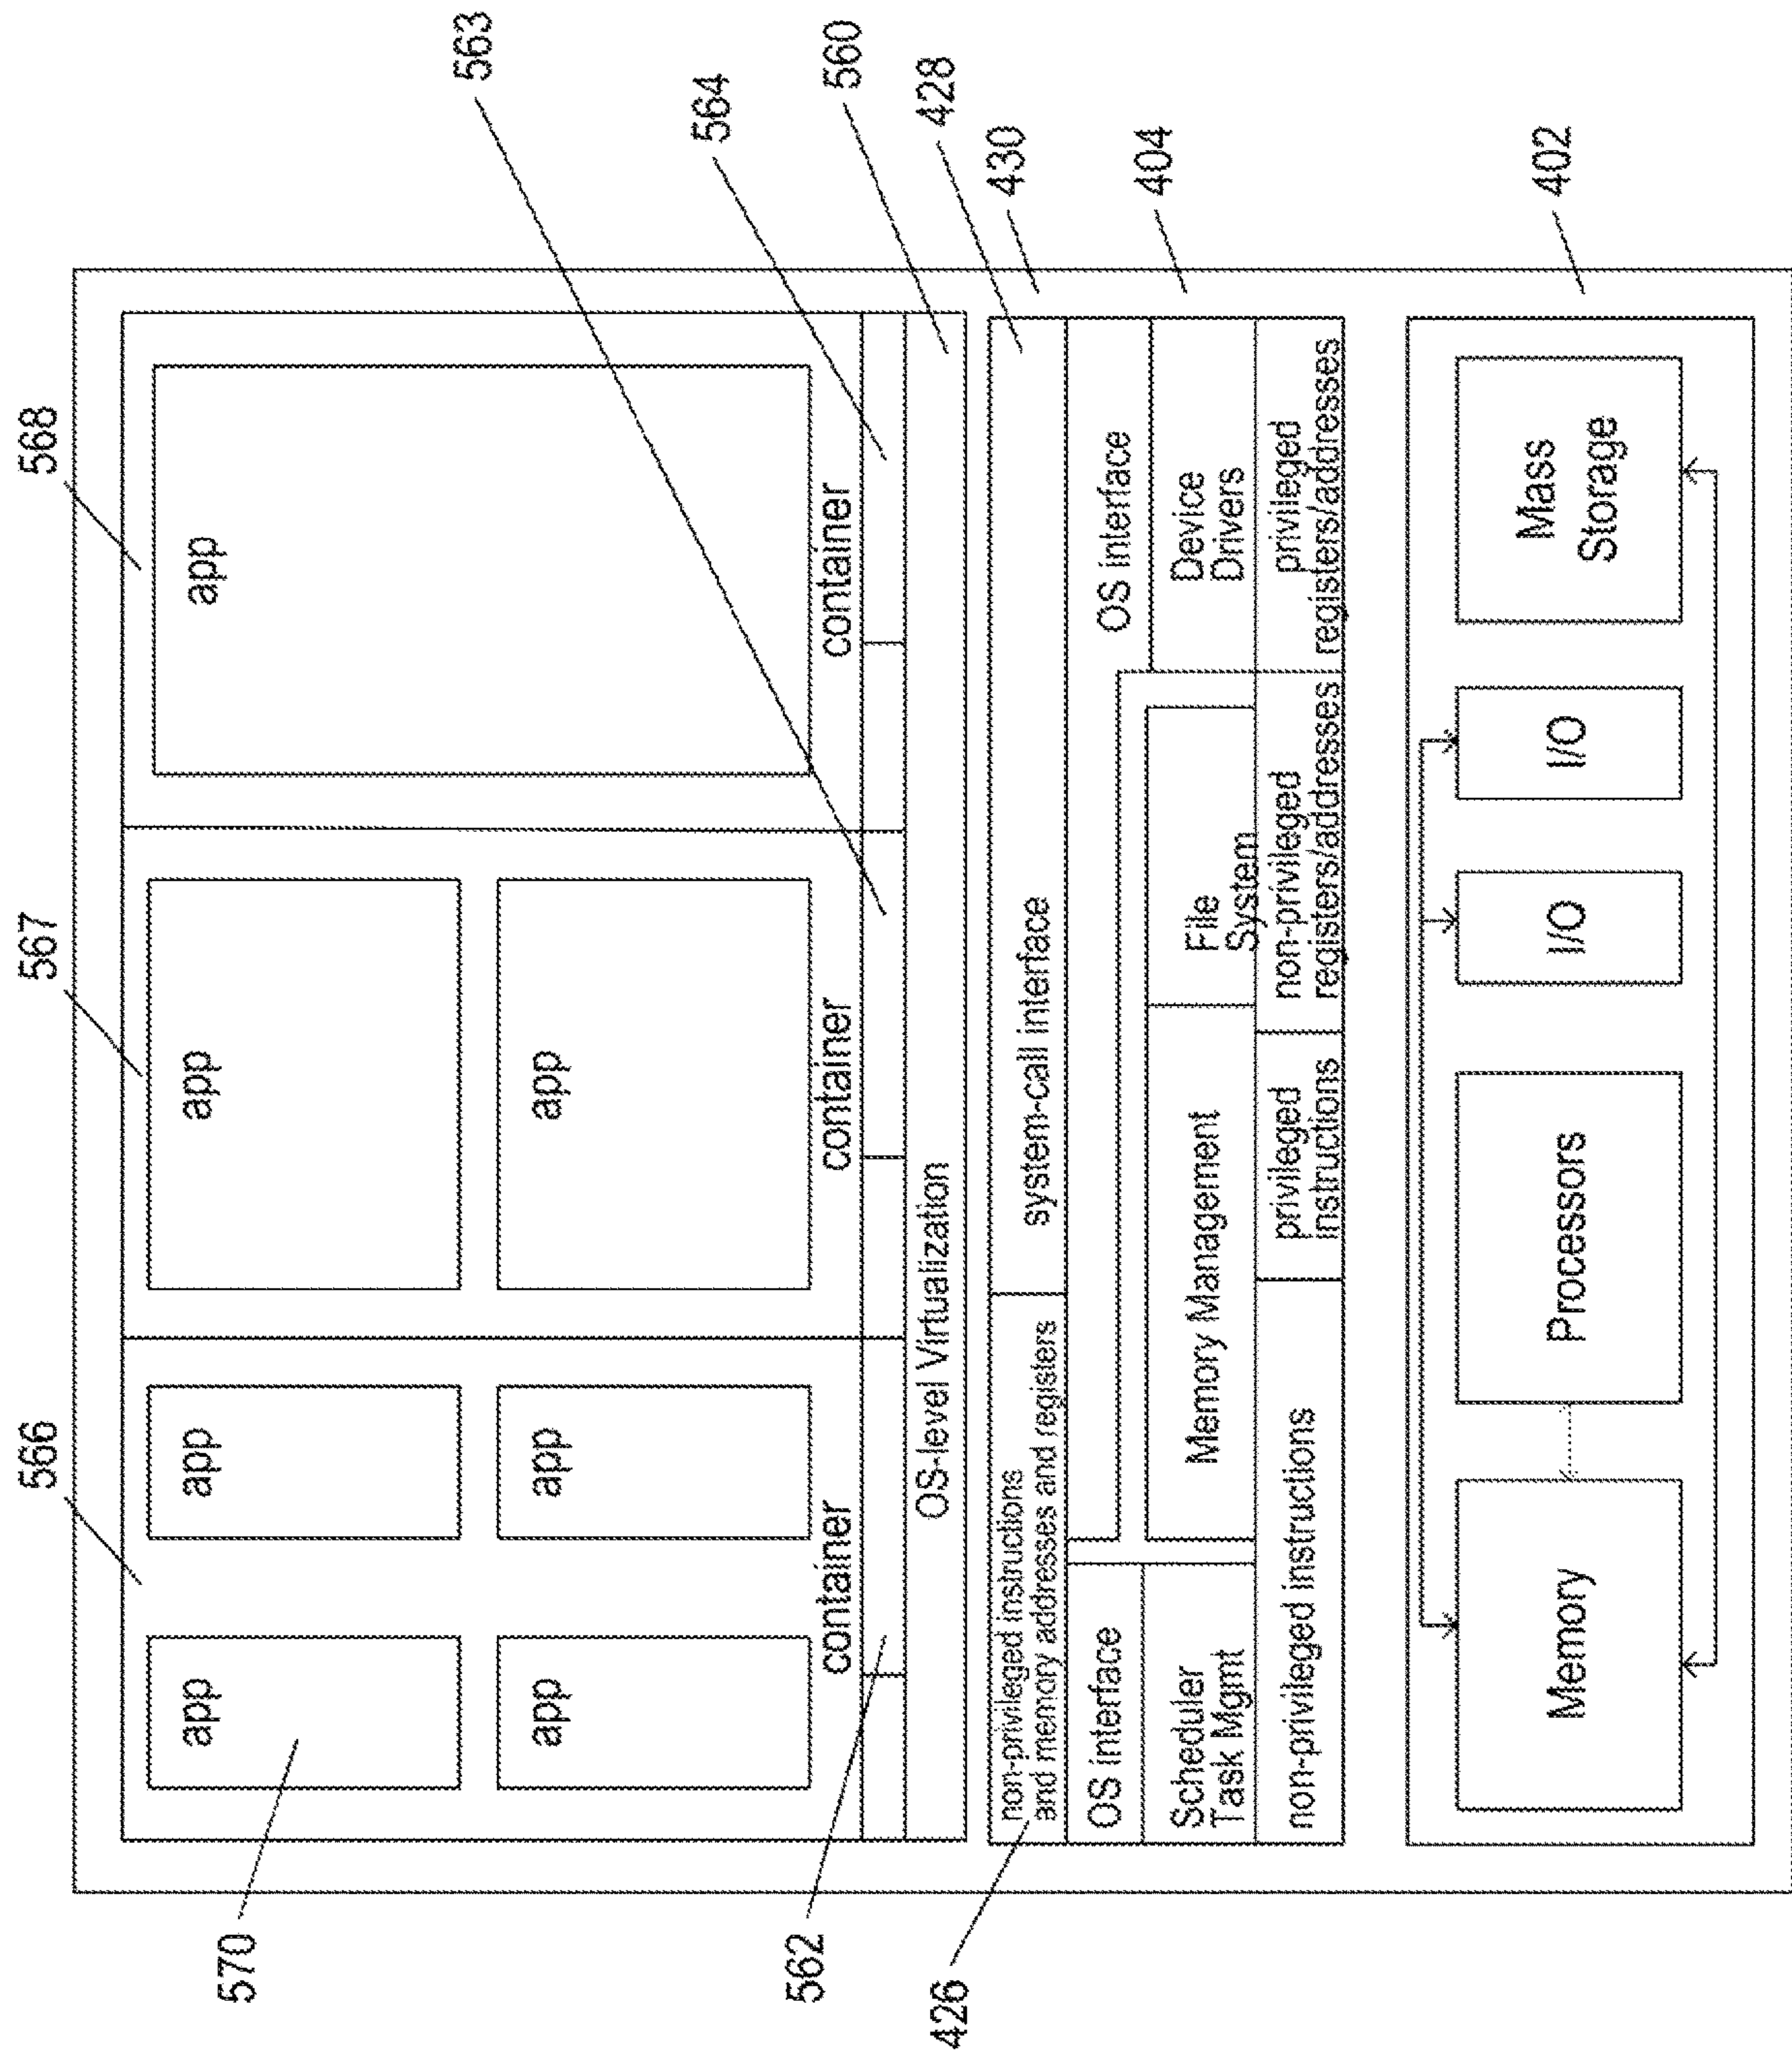 566
567
568
563
564
560
428
430
404
402
570
562
426
app
app
app
app
app
app
app
container
container
container
OS-level Virtualization
non-privileged instructions
and memory addresses and registers
system-call interface
OS interface
OS interface
Scheduler
Task Mgmt
Memory Management
File
System
Device
Drivers
non-privileged instructions
privileged
instructions
non-privileged
registers/addresses
privileged
registers/addresses
Memory
Processors
I/O
I/O
Mass
Storage